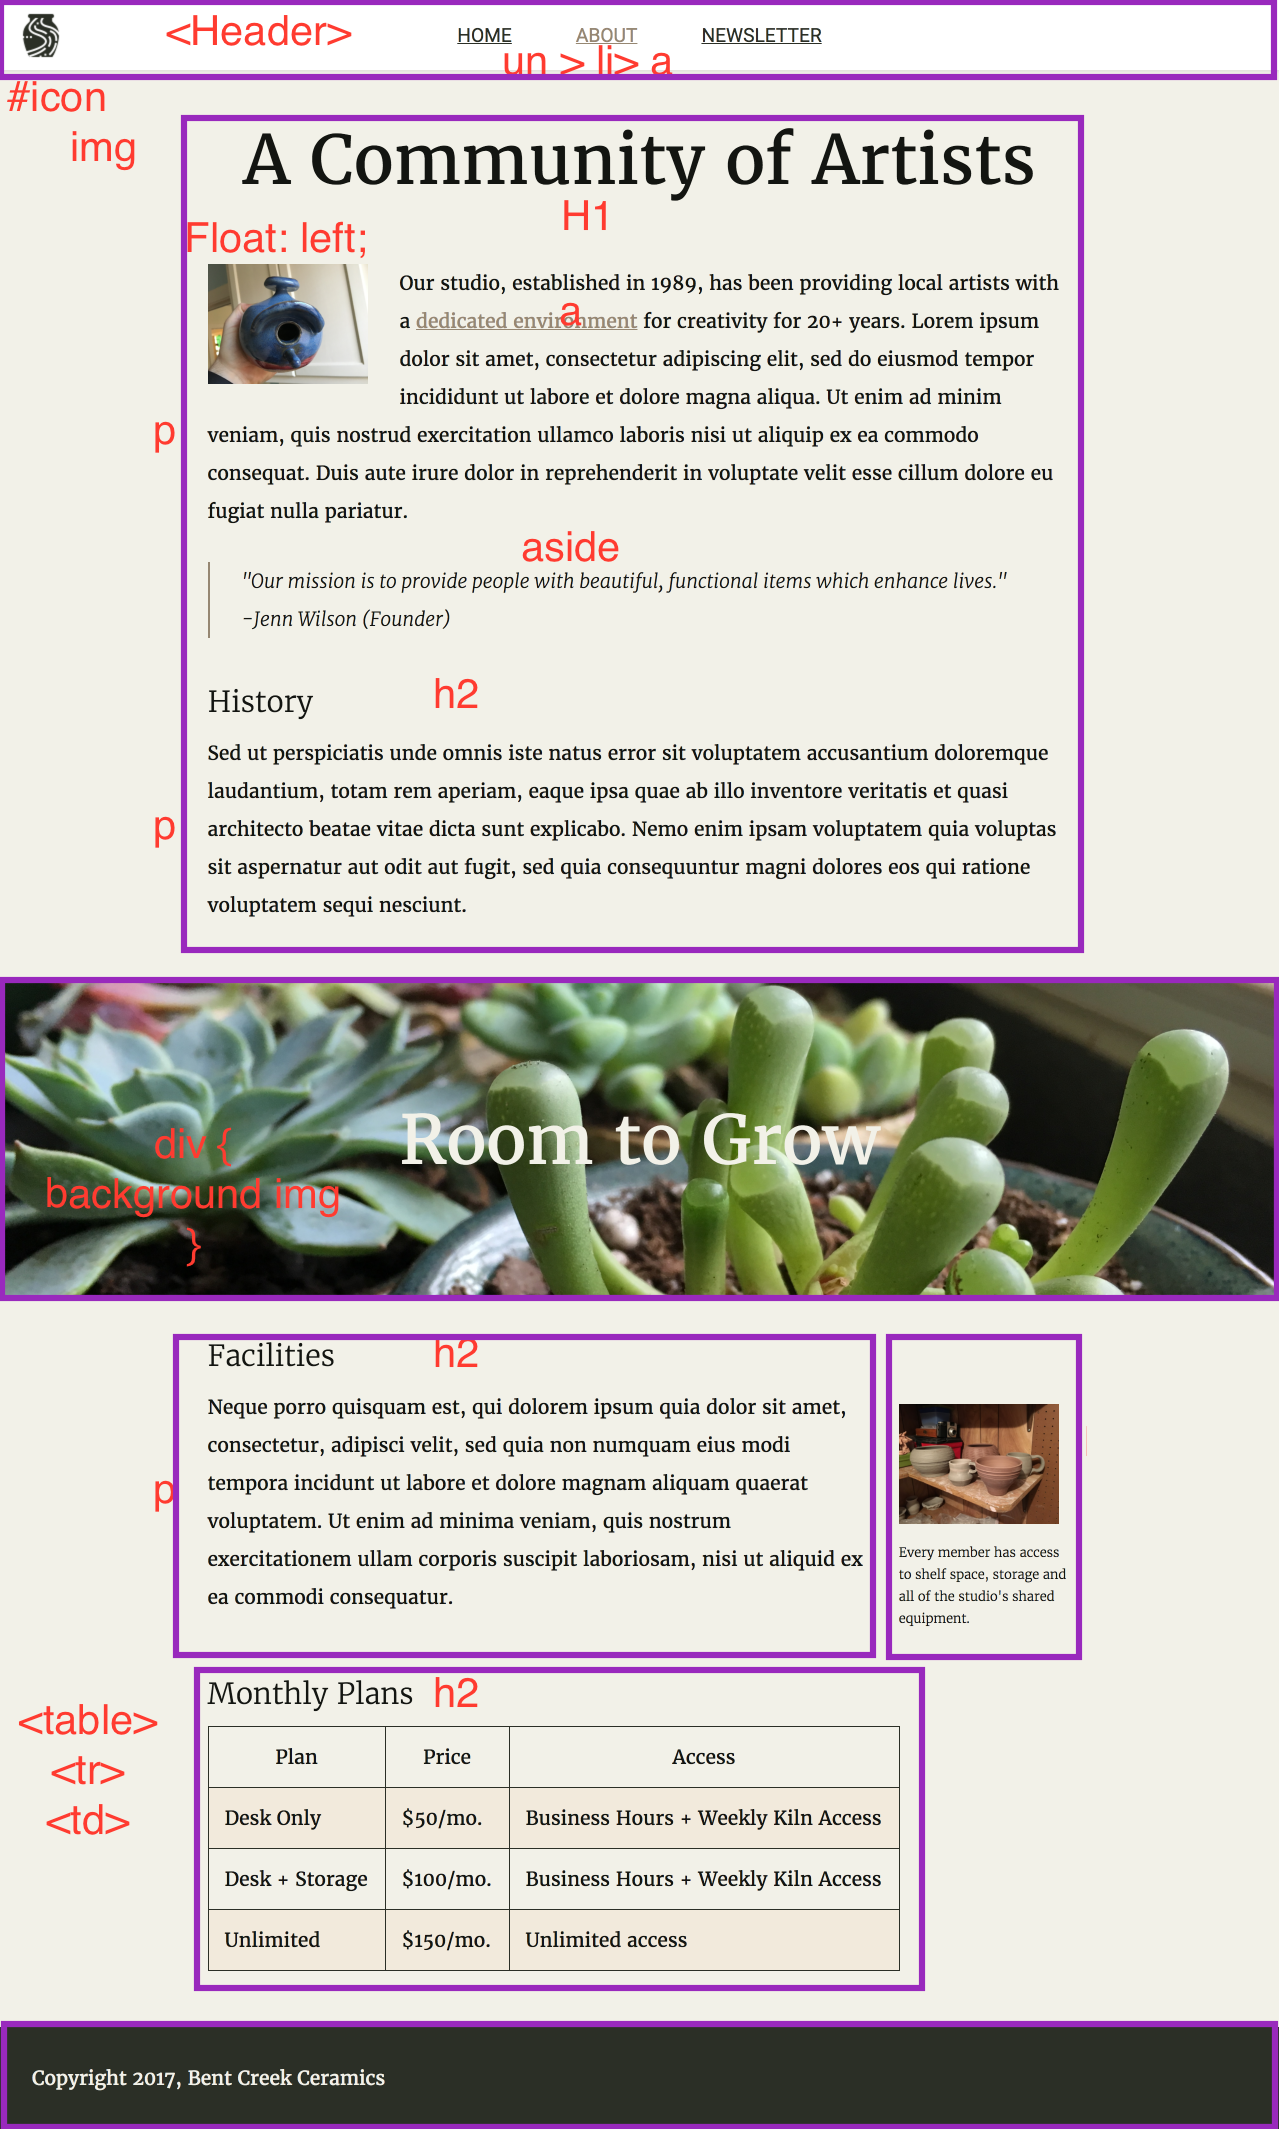 <Header>
HOME ABOUT NEWSLETTER
un > li> a
#icon
img
A Community of Artists
H1
Float: left;
Our studio, established in 1989, has been providing local artists with
a
a dedicated environment for creativity for 20+ years. Lorem ipsum
dolor sit amet, consectetur adipiscing elit, sed do eiusmod tempor
incididunt ut labore et dolore magna aliqua. Ut enim ad minim
p
veniam, quis nostrud exercitation ullamco laboris nisi ut aliquip ex ea commodo
consequat. Duis aute irure dolor in reprehenderit in voluptate velit esse cillum dolore eu
fugiat nulla pariatur.
aside
"Our mission is to provide people with beautiful, functional items which enhance lives."
-Jenn Wilson (Founder)
History
h2
Sed ut perspiciatis unde omnis iste natus error sit voluptatem accusantium doloremque
laudantium, totam rem aperiam, eaque ipsa quae ab illo inventore veritatis et quasi
p
architecto beatae vitae dicta sunt explicabo. Nemo enim ipsam voluptatem quia voluptas
sit aspernatur aut odit aut fugit, sed quia consequuntur magni dolores eos qui ratione
voluptatem sequi nesciunt.
Room to Grow
div {
background img
}
Facilities
h2
Neque porro quisquam est, qui dolorem ipsum quia dolor sit amet,
consectetur, adipisci velit, sed quia non numquam eius modi
tempora incidunt ut labore et dolore magnam aliquam quaerat
p
voluptatem. Ut enim ad minima veniam, quis nostrum
exercitationem ullam corporis suscipit laboriosam, nisi ut aliquid ex
ea commodi consequatur.
Every member has access
to shelf space, storage and
all of the studio's shared
equipment.
Monthly Plans
h2
<table>
<tr>
<td>
Plan Price Access
Desk Only $50/mo. Business Hours + Weekly Kiln Access
Desk + Storage $100/mo. Business Hours + Weekly Kiln Access
Unlimited $150/mo. Unlimited access
Copyright 2017, Bent Creek Ceramics